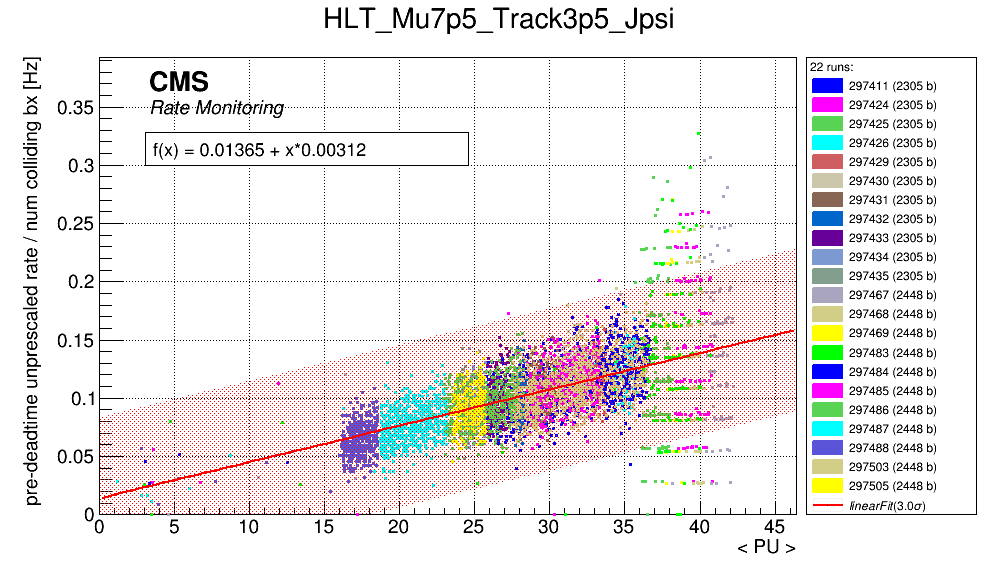 HLT_Mu7p5_Track3p5_Jpsi
pre-deadtime unprescaled rate / num colliding bx [Hz]
CMS
Rate Monitoring
f(x) = 0.01365 + x*0.00312
0.35
0.3
0.25
0.2
0.15
0.1
0.05
0
0 5 10 15 20 25 30 35 40 45
< PU >
22 runs:
297411 (2305 b)
297424 (2305 b)
297425 (2305 b)
297426 (2305 b)
297429 (2305 b)
297430 (2305 b)
297431 (2305 b)
297432 (2305 b)
297433 (2305 b)
297434 (2305 b)
297435 (2305 b)
297467 (2448 b)
297468 (2448 b)
297469 (2448 b)
297483 (2448 b)
297484 (2448 b)
297485 (2448 b)
297486 (2448 b)
297487 (2448 b)
297488 (2448 b)
297503 (2448 b)
297505 (2448 b)
linearFit(3.0σ)